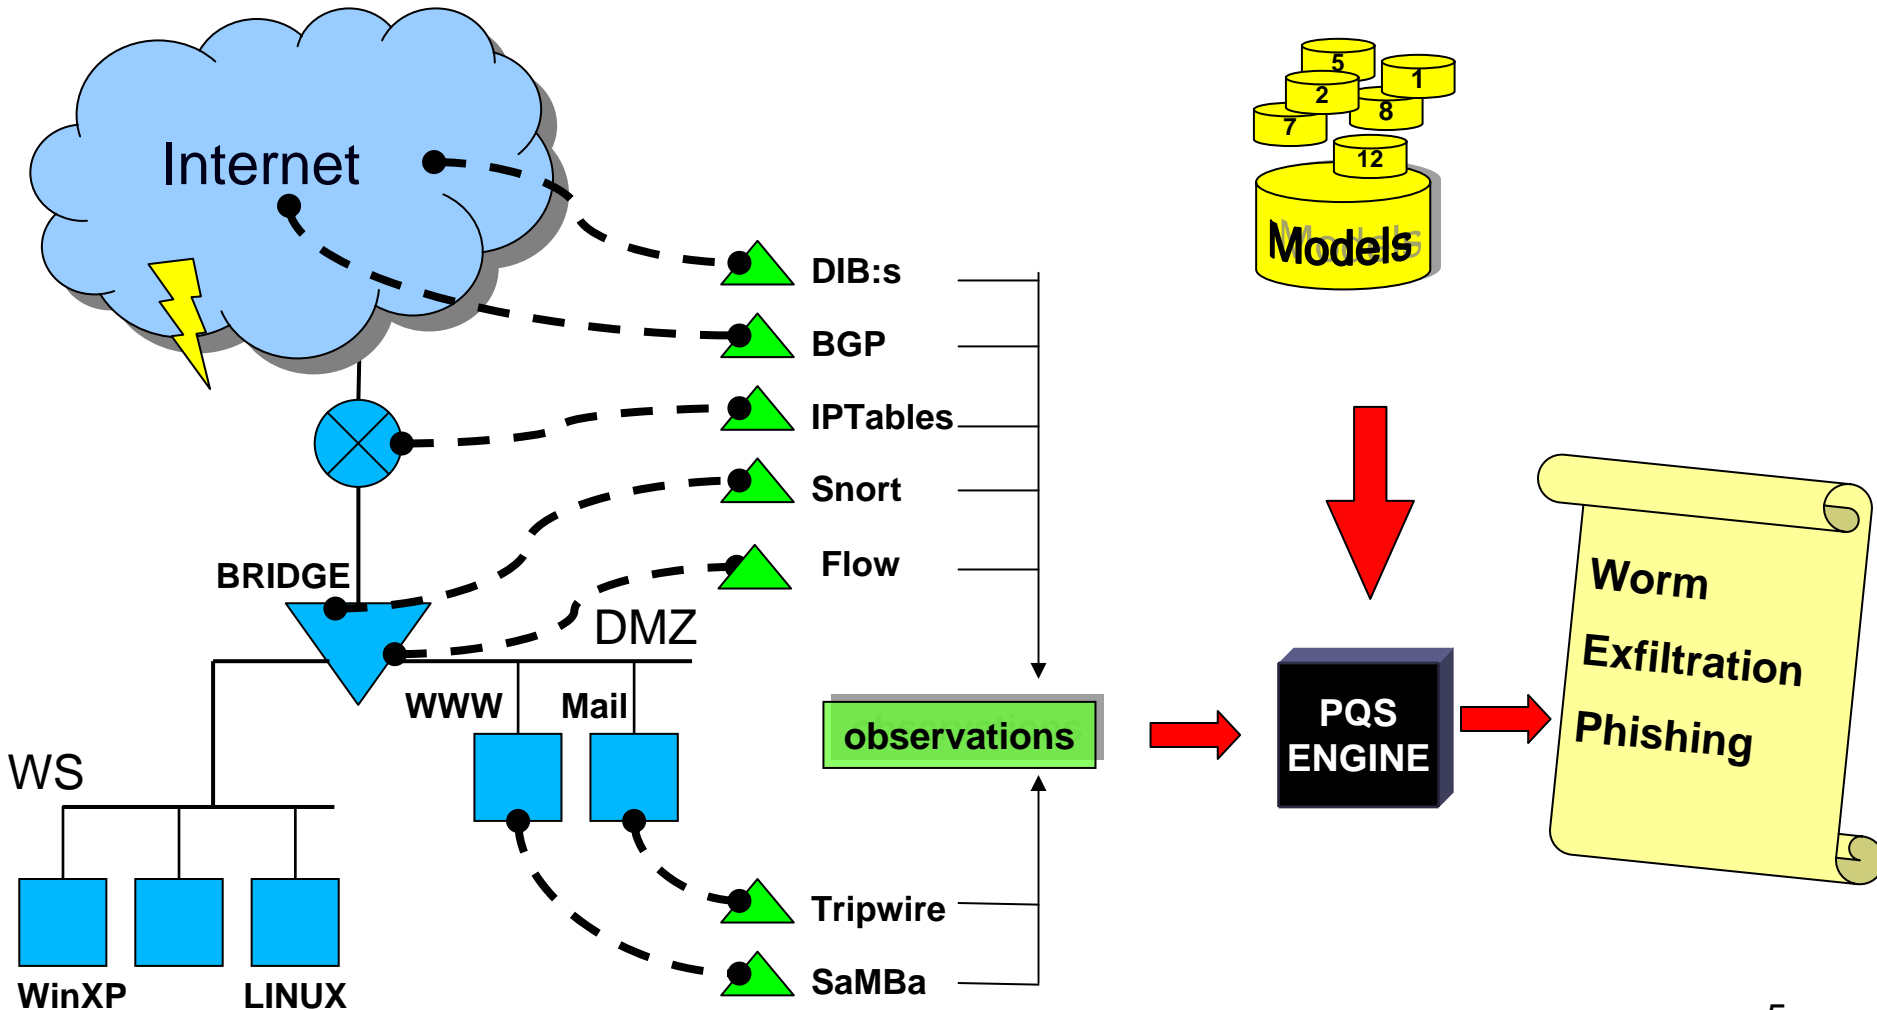 Internet
5
1
2
8
7
12
Models
DIB:s
BGP
IPTables
Snort
Flow
BRIDGE
DMZ
WWW
Mail
observations
PQS
ENGINE
Worm
Exfiltration
Phishing
WS
Tripwire
SaMBa
WinXP
LINUX
5